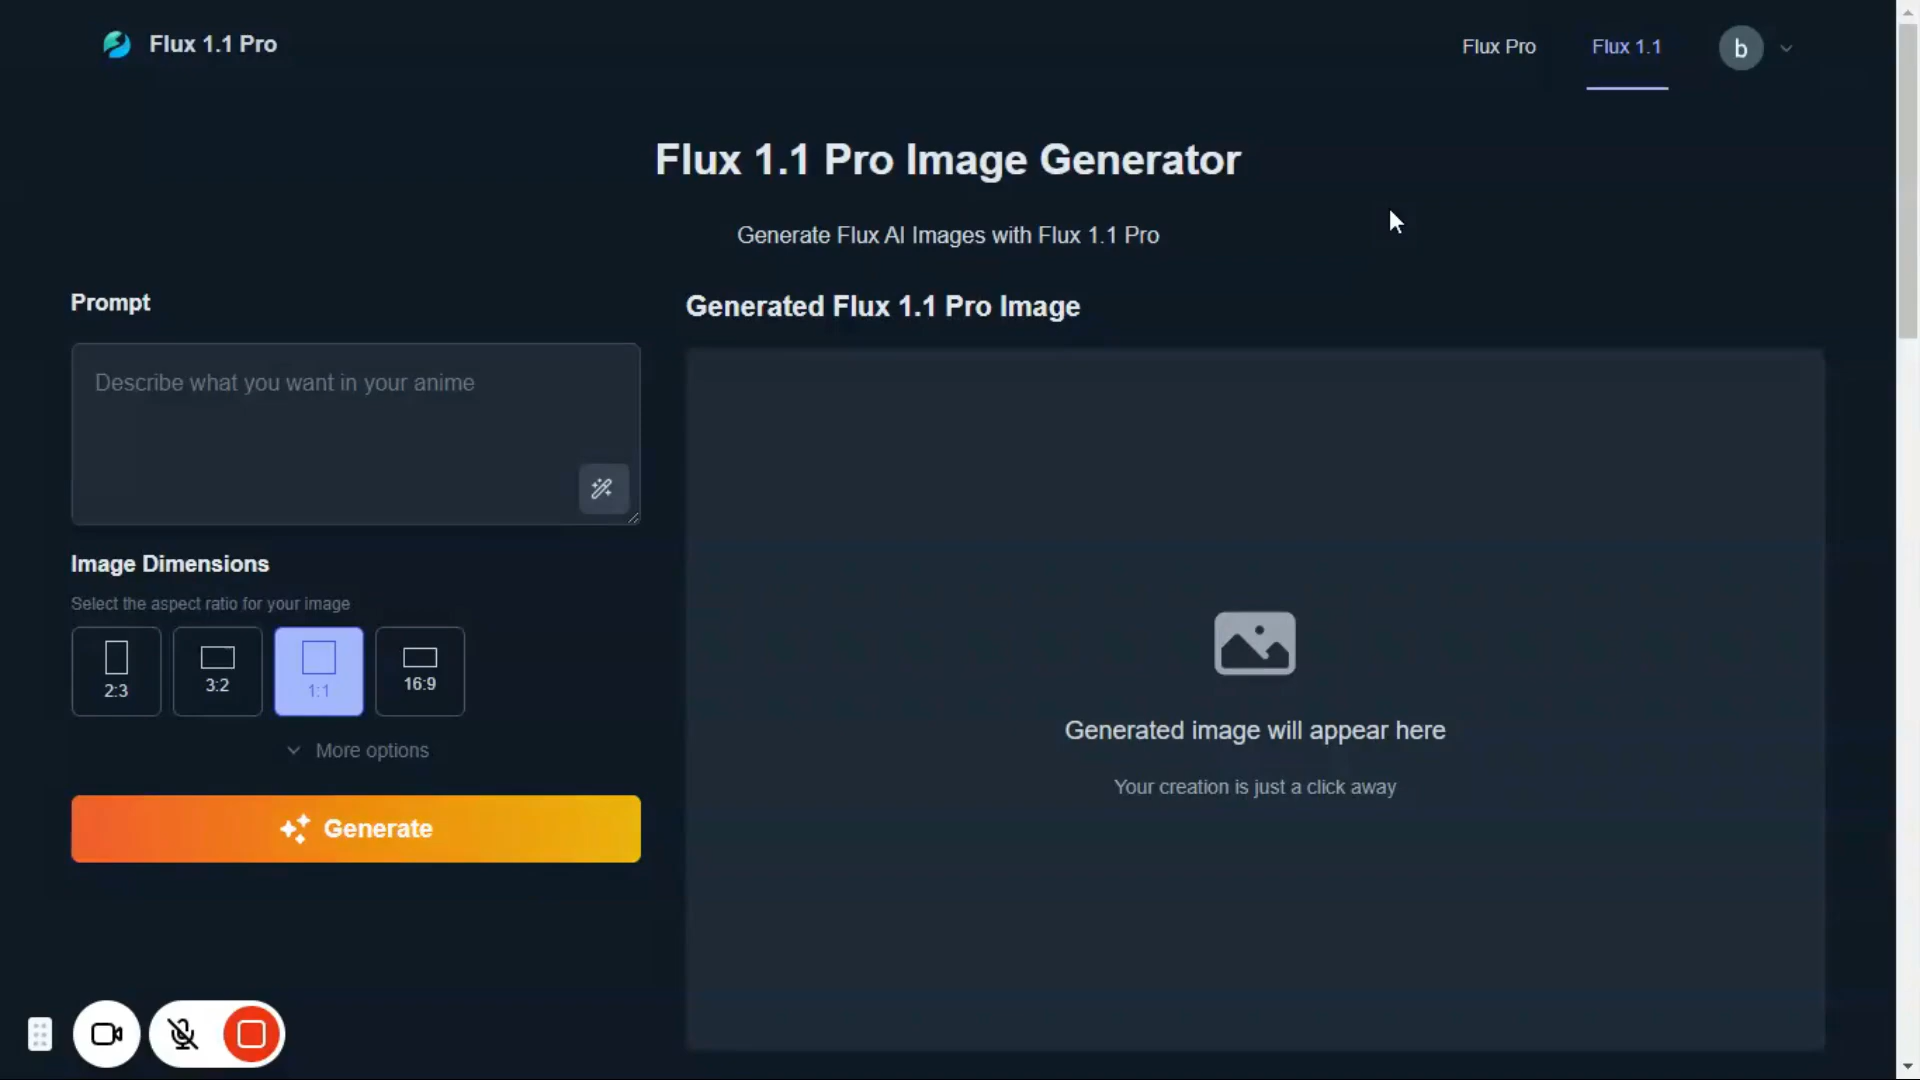 Flux 1.1 Pro
Flux Pro
Flux 1.1
b
Flux 1.1 Pro Image Generator
Generate Flux AI Images with Flux 1.1 Pro
Prompt
Describe what you want in your anime
Image Dimensions
Select the aspect ratio for your image
2:3
3:2
1:1
16:9
More options
Generate
Generated Flux 1.1 Pro Image
Generated image will appear here
Your creation is just a click away